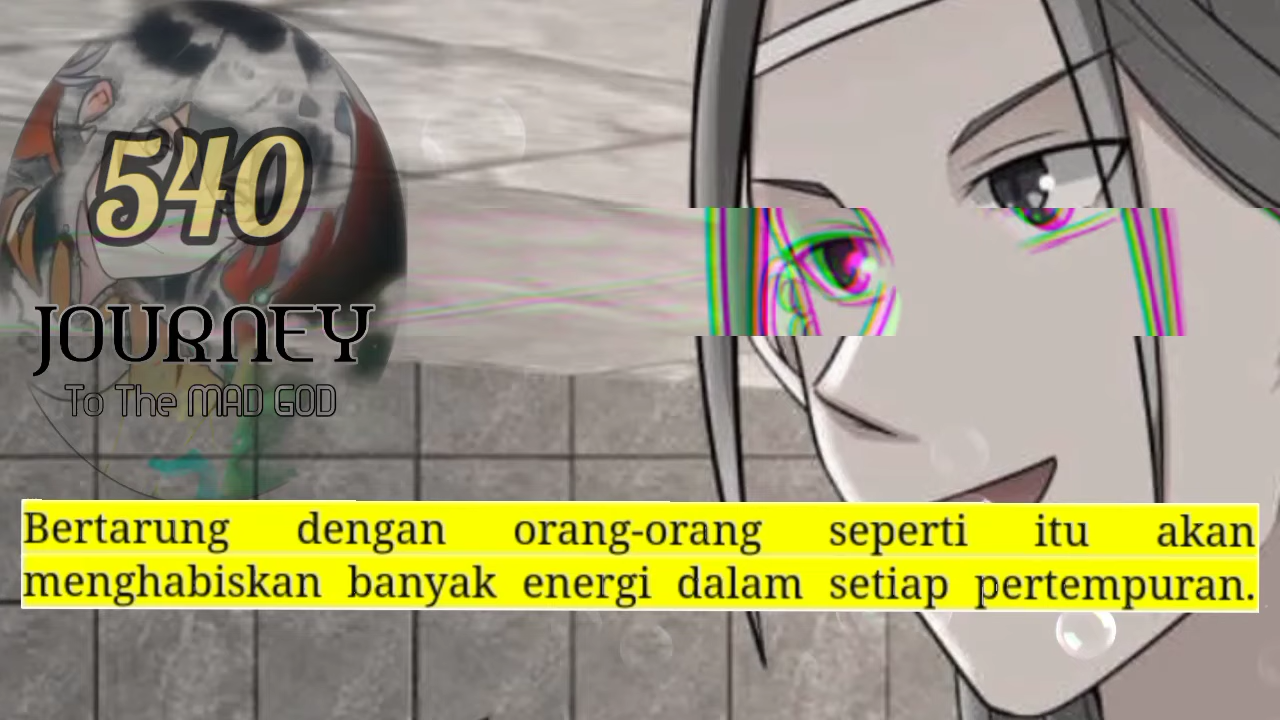 540
JOURNEY
To The MAD GOD
Bertarung dengan orang-orang seperti itu akan
menghabiskan banyak energi dalam setiap pertempuran.